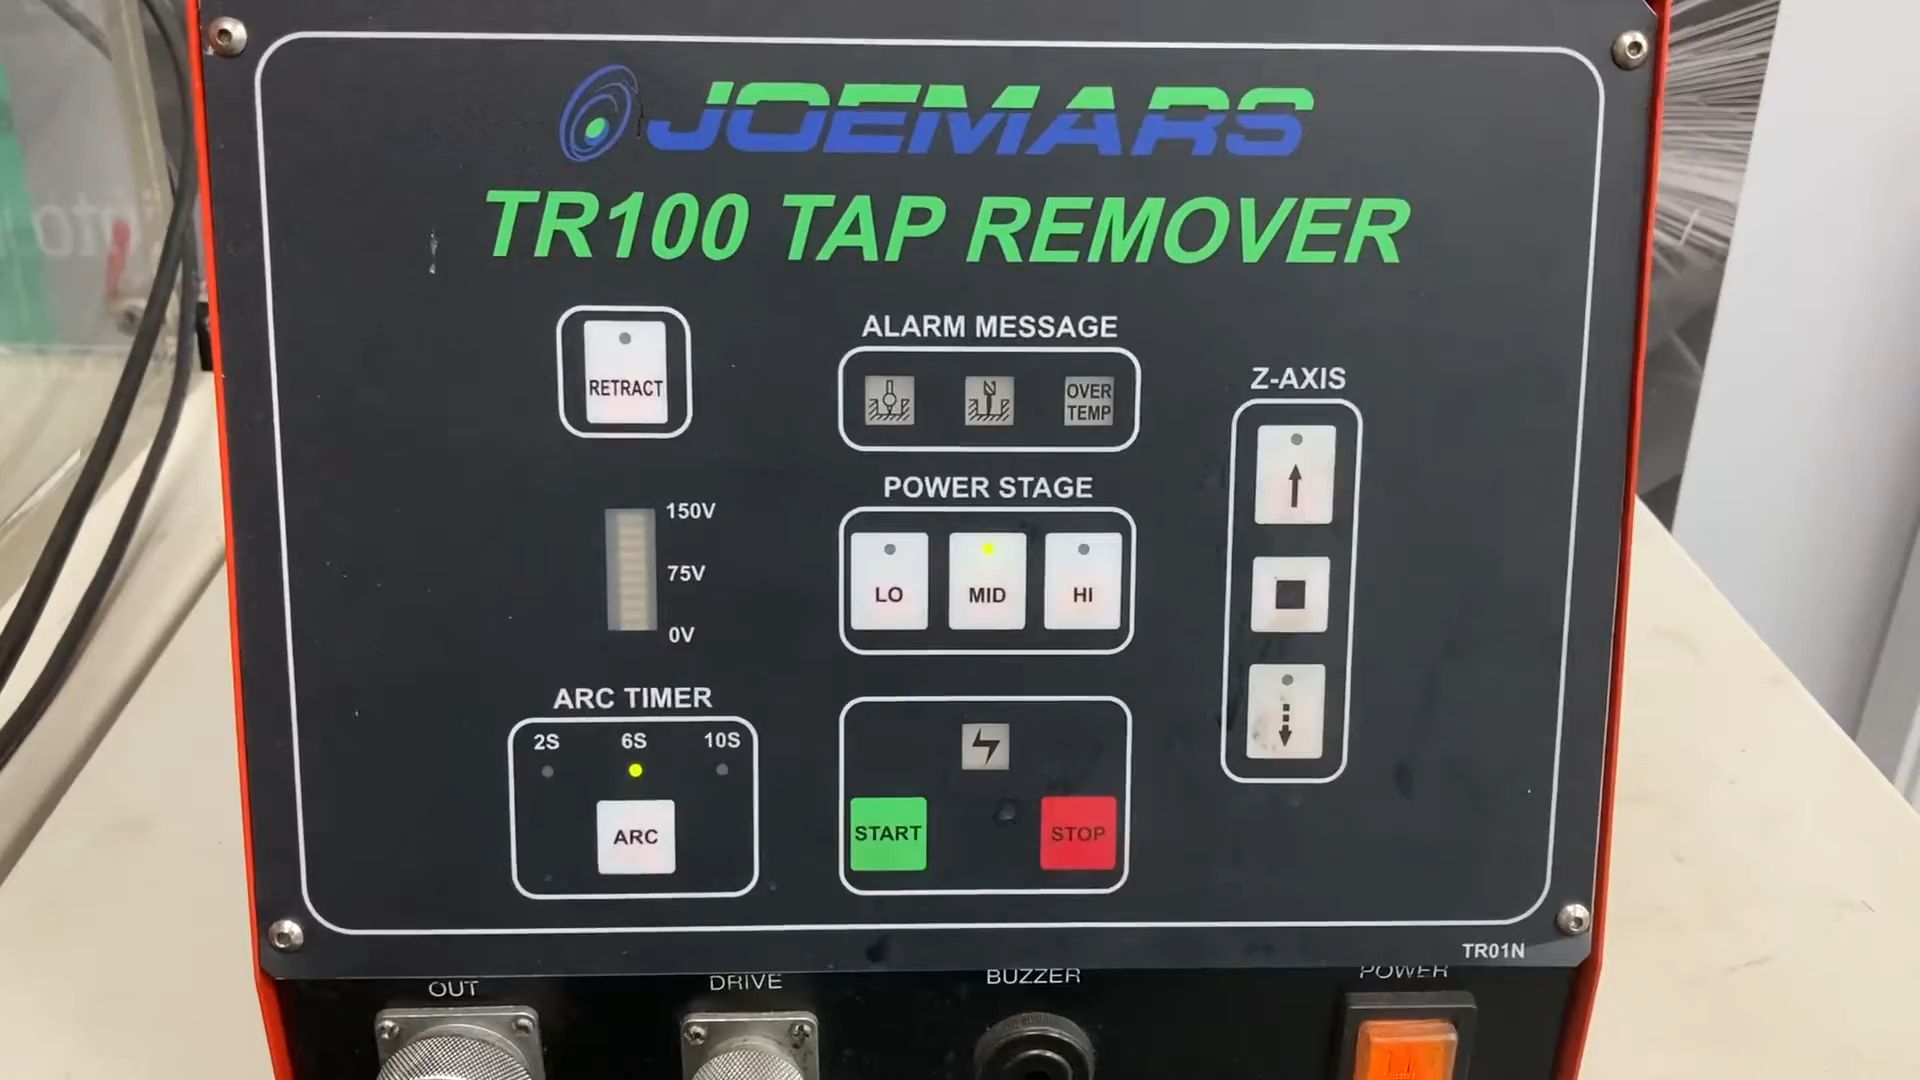 JOEMARS
TR100 TAP REMOVER
RETRACT
ALARM MESSAGE
OVER
TEMP
Z-AXIS
POWER STAGE
LO MID HI
150V
75V
0V
ARC TIMER
2S 6S 10S
ARC
START STOP
TR01N
OUT DRIVE BUZZER POWER